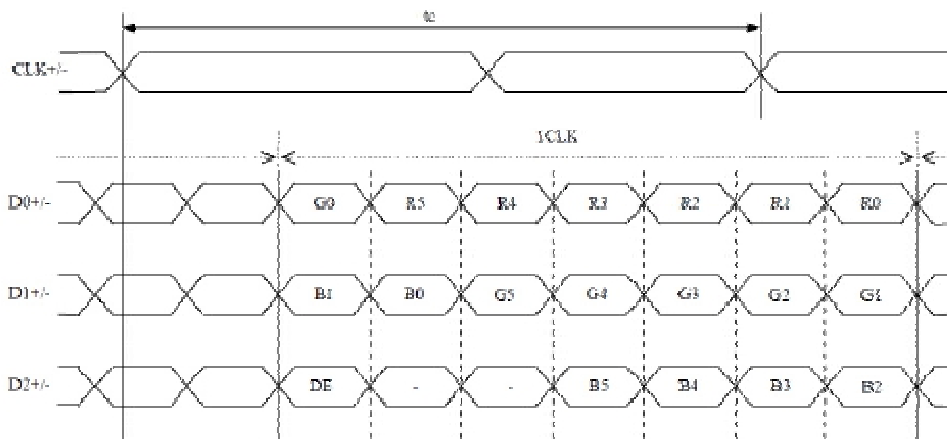 tc
CLK+/-
1CLK
D0+/- G0 R5 R4 R3 R2 R1 R0
D1+/- B1 B0 G5 G4 G3 G2 G1
D2+/- DE - - B5 B4 B3 B2